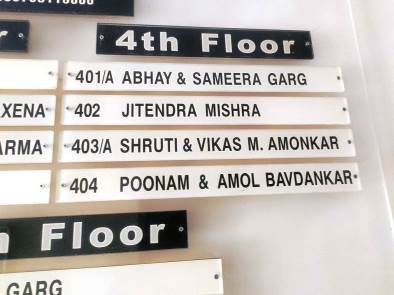 4th Floor
401/A ABHAY & SAMEERA GARG
XENA 402 JITENDRA MISHRA
ARMA 403/A SHRUTI & VIKAS M. AMONKAR
404 POONAM & AMOL BAVDANKAR
Floor
GARG